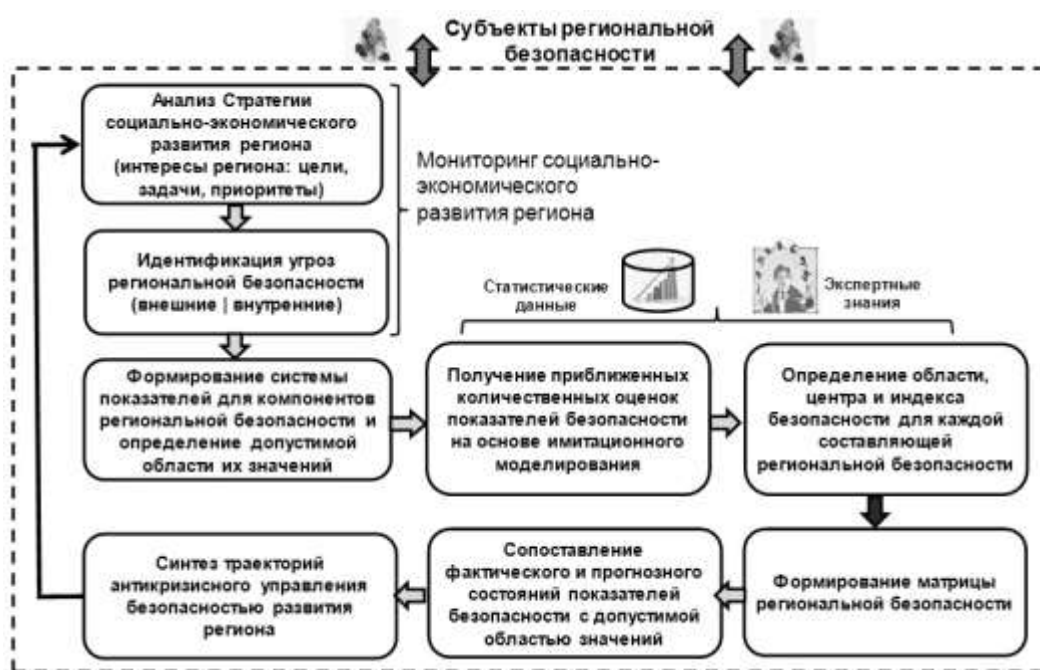 Субъекты региональной
безопасности
Анализ Стратегии
социально-экономического
развития региона
(интересы региона: цели,
задачи, приоритеты)
Мониторинг социально-
экономического
развития региона
Идентификация угроз
региональной безопасности
(внешние | внутренние)
Статистические
данные
Экспертные
знания
Формирование системы
показателей для компонентов
региональной безопасности и
определение допустимой
области их значений
Получение приближенных
количественных оценок
показателей безопасности
на основе имитационного
моделирования
Определение области,
центра и индекса
безопасности для каждой
составляющей
региональной безопасности
Формирование матрицы
региональной безопасности
Сопоставление
фактического и прогнозного
состояний показателей
безопасности с допустимой
областью значений
Синтез траекторий
антикризисного управления
безопасностью развития
региона